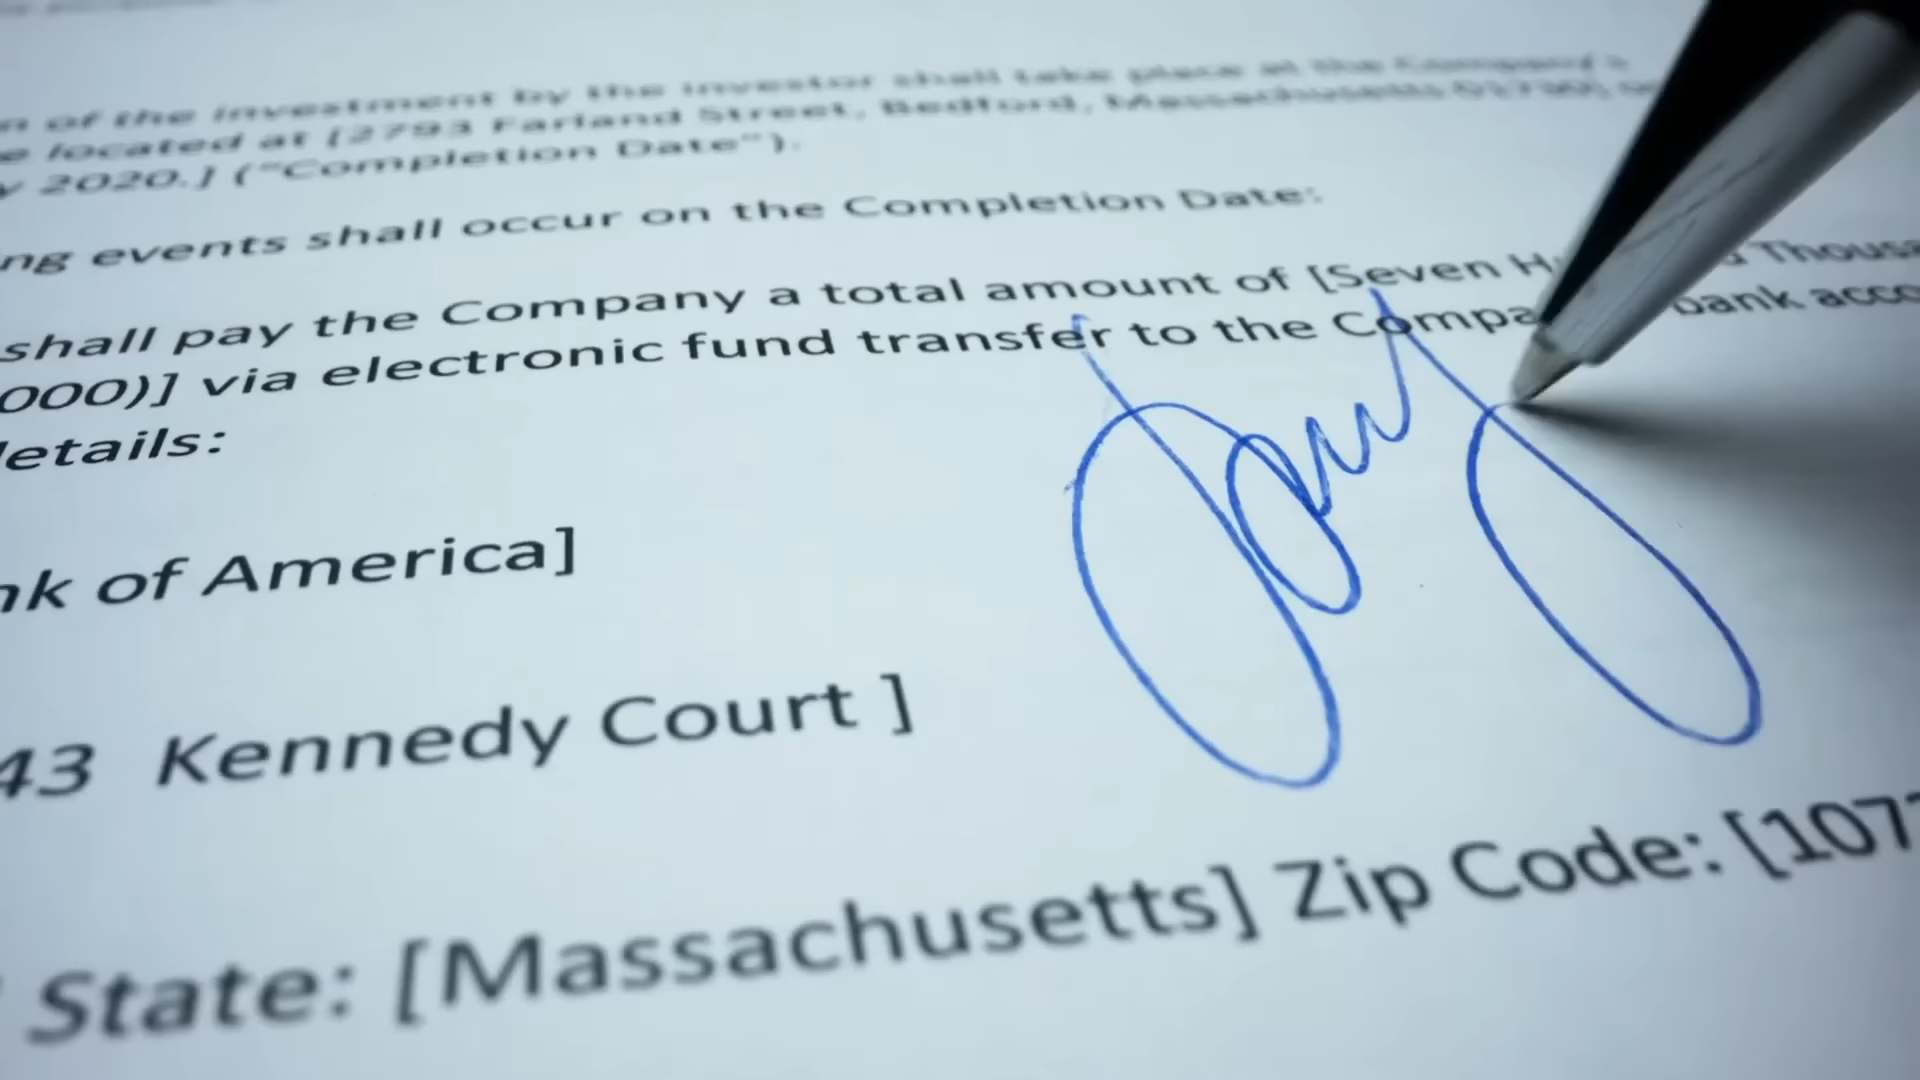 n of the investment by the investor shall take place at the Company's
e located at [2793 Farland Street, Bedford, Massachusetts 01730]
y 2020.] ("Completion Date").
ng events shall occur on the Completion Date:
shall pay the Company a total amount of [Seven H Thousa
000)] via electronic fund transfer to the Compa bank acco
details:
nk of America]
43 Kennedy Court ]
State: [Massachusetts] Zip Code: [107